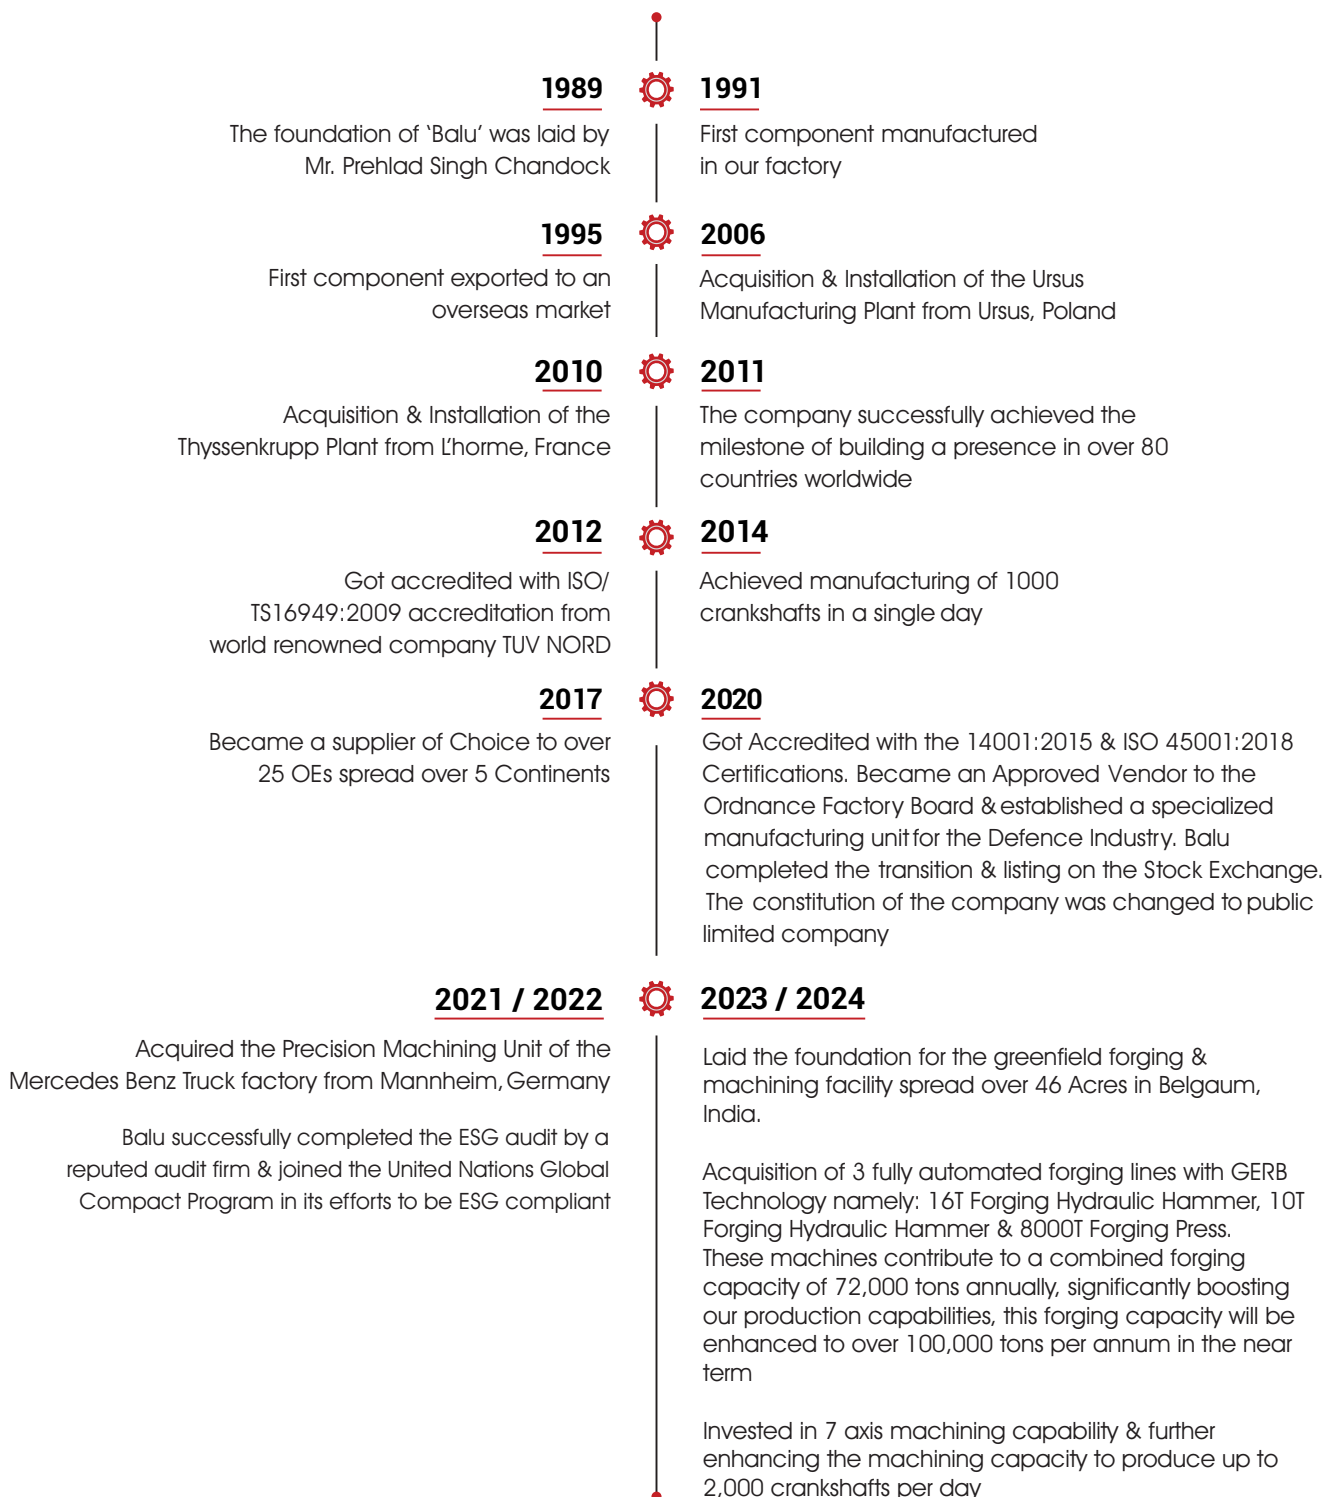 1989
The foundation of ‘Balu’ was laid by
Mr. Prehlad Singh Chandock
1991
First component manufactured
in our factory
1995
First component exported to an
overseas market
2006
Acquisition & Installation of the Ursus
Manufacturing Plant from Ursus, Poland
2010
Acquisition & Installation of the
Thyssenkrupp Plant from L'horme, France
2011
The company successfully achieved the
milestone of building a presence in over 80
countries worldwide
2012
Got accredited with ISO/
TS16949:2009 accreditation from
world renowned company TUV NORD
2014
Achieved manufacturing of 1000
crankshafts in a single day
2017
Became a supplier of Choice to over
25 OEs spread over 5 Continents
2020
Got Accredited with the 14001:2015 & ISO 45001:2018
Certifications. Became an Approved Vendor to the
Ordnance Factory Board & established a specialized
manufacturing unit for the Defence Industry. Balu
completed the transition & listing on the Stock Exchange.
The constitution of the company was changed to public
limited company
2021 / 2022
Acquired the Precision Machining Unit of the
Mercedes Benz Truck factory from Mannheim, Germany
Balu successfully completed the ESG audit by a
reputed audit firm & joined the United Nations Global
Compact Program in its efforts to be ESG compliant
2023 / 2024
Laid the foundation for the greenfield forging &
machining facility spread over 46 Acres in Belgaum,
India.
Acquisition of 3 fully automated forging lines with GERB
Technology namely: 16T Forging Hydraulic Hammer, 10T
Forging Hydraulic Hammer & 8000T Forging Press.
These machines contribute to a combined forging
capacity of 72,000 tons annually, significantly boosting
our production capabilities, this forging capacity will be
enhanced to over 100,000 tons per annum in the near
term
Invested in 7 axis machining capability & further
enhancing the machining capacity to produce up to
2,000 crankshafts per day